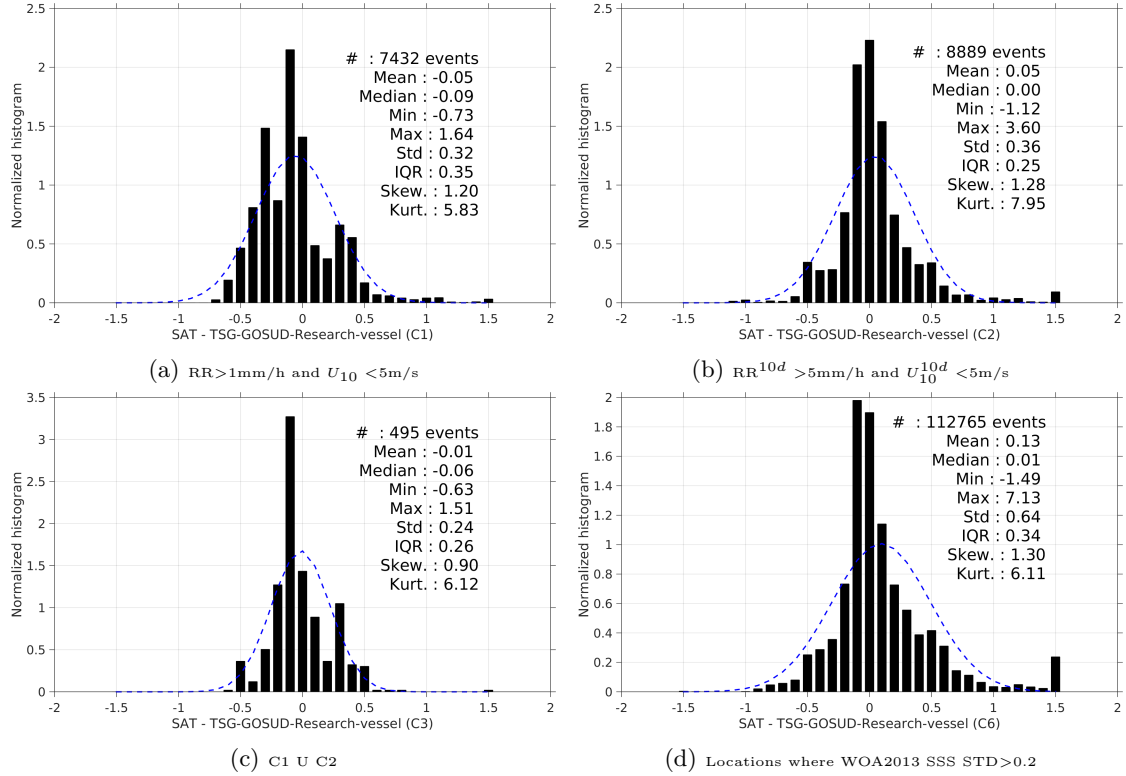 2.5
2
1.5
1
0.5
0
-2 -1.5 -1 -0.5 0 0.5 1 1.5 2
Normalized histogram
SAT - TSG-GOSUD-Research-vessel (C1)
# : 7432 events
Mean : -0.05
Median : -0.09
Min : -0.73
Max : 1.64
Std : 0.32
IQR : 0.35
Skew. : 1.20
Kurt. : 5.83
(a) RR>1mm/h and U10 <5m/s
2.5
2
1.5
1
0.5
0
-2 -1.5 -1 -0.5 0 0.5 1 1.5 2
Normalized histogram
SAT - TSG-GOSUD-Research-vessel (C2)
# : 8889 events
Mean : 0.05
Median : 0.00
Min : -1.12
Max : 3.60
Std : 0.36
IQR : 0.25
Skew. : 1.28
Kurt. : 7.95
(b) RR^10d >5mm/h and U10^10d <5m/s
3.5
3
2.5
2
1.5
1
0.5
0
-2 -1.5 -1 -0.5 0 0.5 1 1.5 2
Normalized histogram
SAT - TSG-GOSUD-Research-vessel (C3)
# : 495 events
Mean : -0.01
Median : -0.06
Min : -0.63
Max : 1.51
Std : 0.24
IQR : 0.26
Skew. : 0.90
Kurt. : 6.12
(c) C1 U C2
2
1.8
1.6
1.4
1.2
1
0.8
0.6
0.4
0.2
0
-2 -1.5 -1 -0.5 0 0.5 1 1.5 2
Normalized histogram
SAT - TSG-GOSUD-Research-vessel (C6)
# : 112765 events
Mean : 0.13
Median : 0.01
Min : -1.49
Max : 7.13
Std : 0.64
IQR : 0.34
Skew. : 1.30
Kurt. : 6.11
(d) Locations where WOA2013 SSS STD>0.2